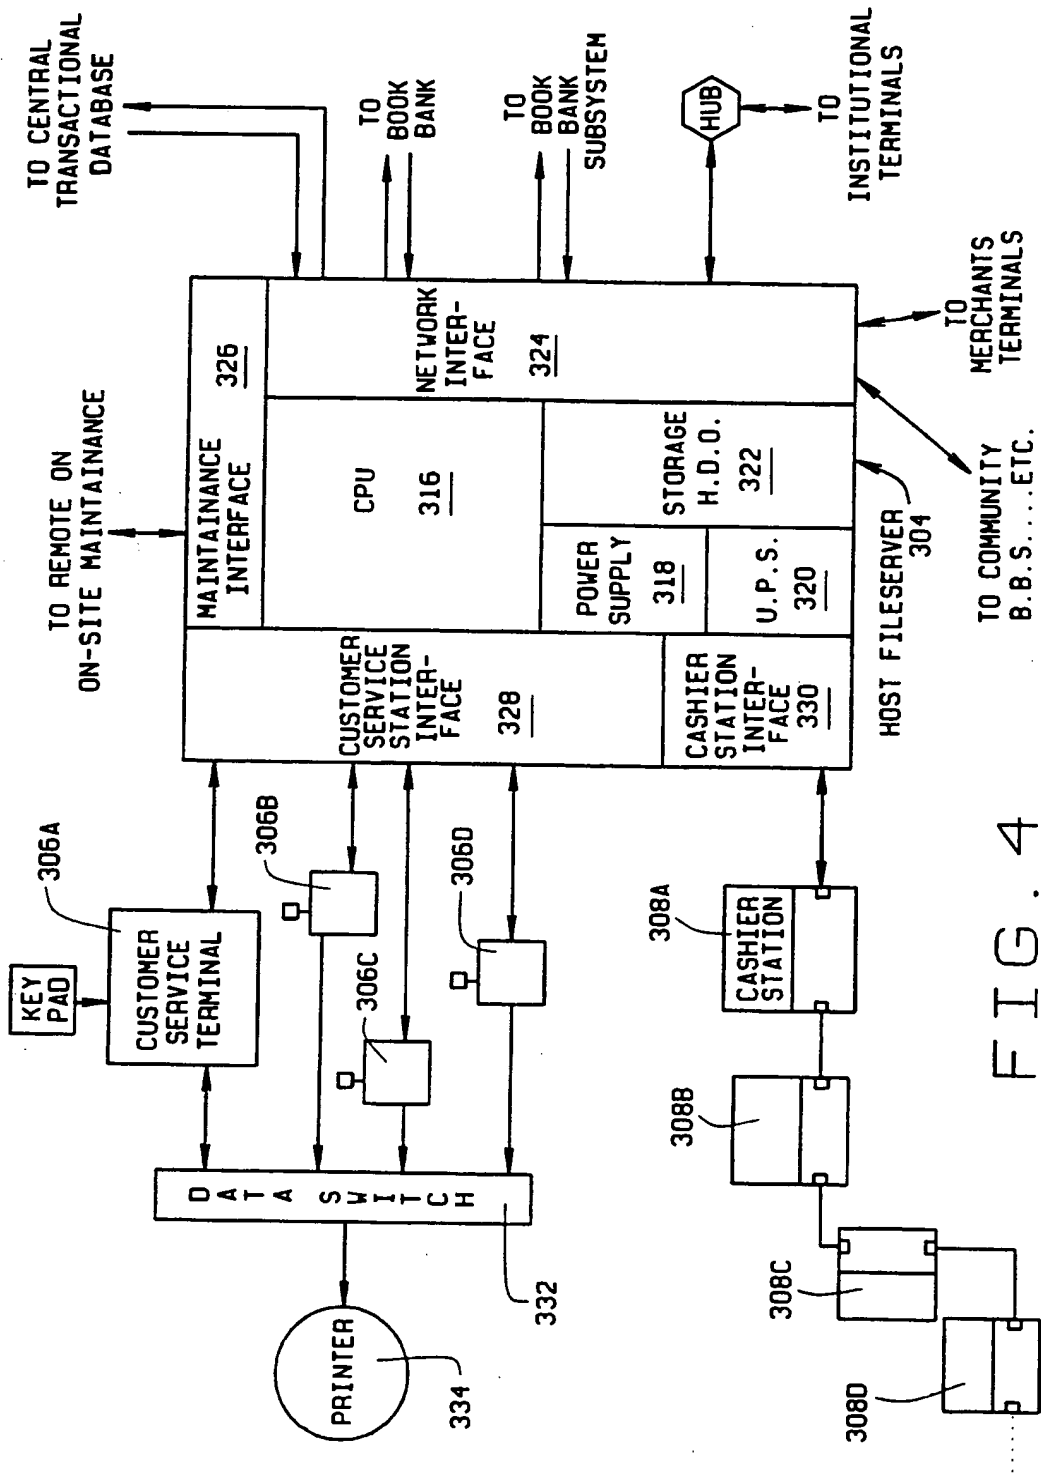 TO CENTRAL
TRANSACTIONAL
DATABASE
TO
BOOK
BANK
TO
BOOK
BANK
SUBSYSTEM
HUB
TO
INSTITUTIONAL
TERMINALS
TO REMOTE ON
ON-SITE MAINTAINANCE
MAINTAINANCE
INTERFACE
326
NETWORK
INTER-
FACE
324
CPU
316
STORAGE
H.D.O.
322
POWER
SUPPLY
318
U.P.S.
320
CUSTOMER
SERVICE
STATION
INTER-
FACE
328
CASHIER
STATION
INTER-
FACE
330
HOST FILESERVER
304
TO
MERCHANTS
TERMINALS
TO COMMUNITY
B.B.S....ETC.
KEY
PAD
306A
CUSTOMER
SERVICE
TERMINAL
306B
306C
306D
DATA SWITCH
332
PRINTER
334
308A
CASHIER
STATION
308B
308C
308D
FIG. 4